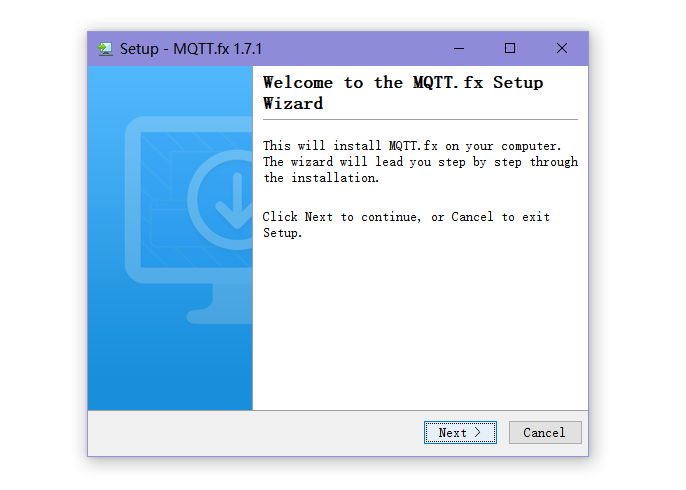 Setup - MQTT.fx 1.7.1
Welcome to the MQTT.fx Setup
Wizard
This will install MQTT.fx on your computer.
The wizard will lead you step by step through
the installation.
Click Next to continue, or Cancel to exit
Setup.
Next >
Cancel